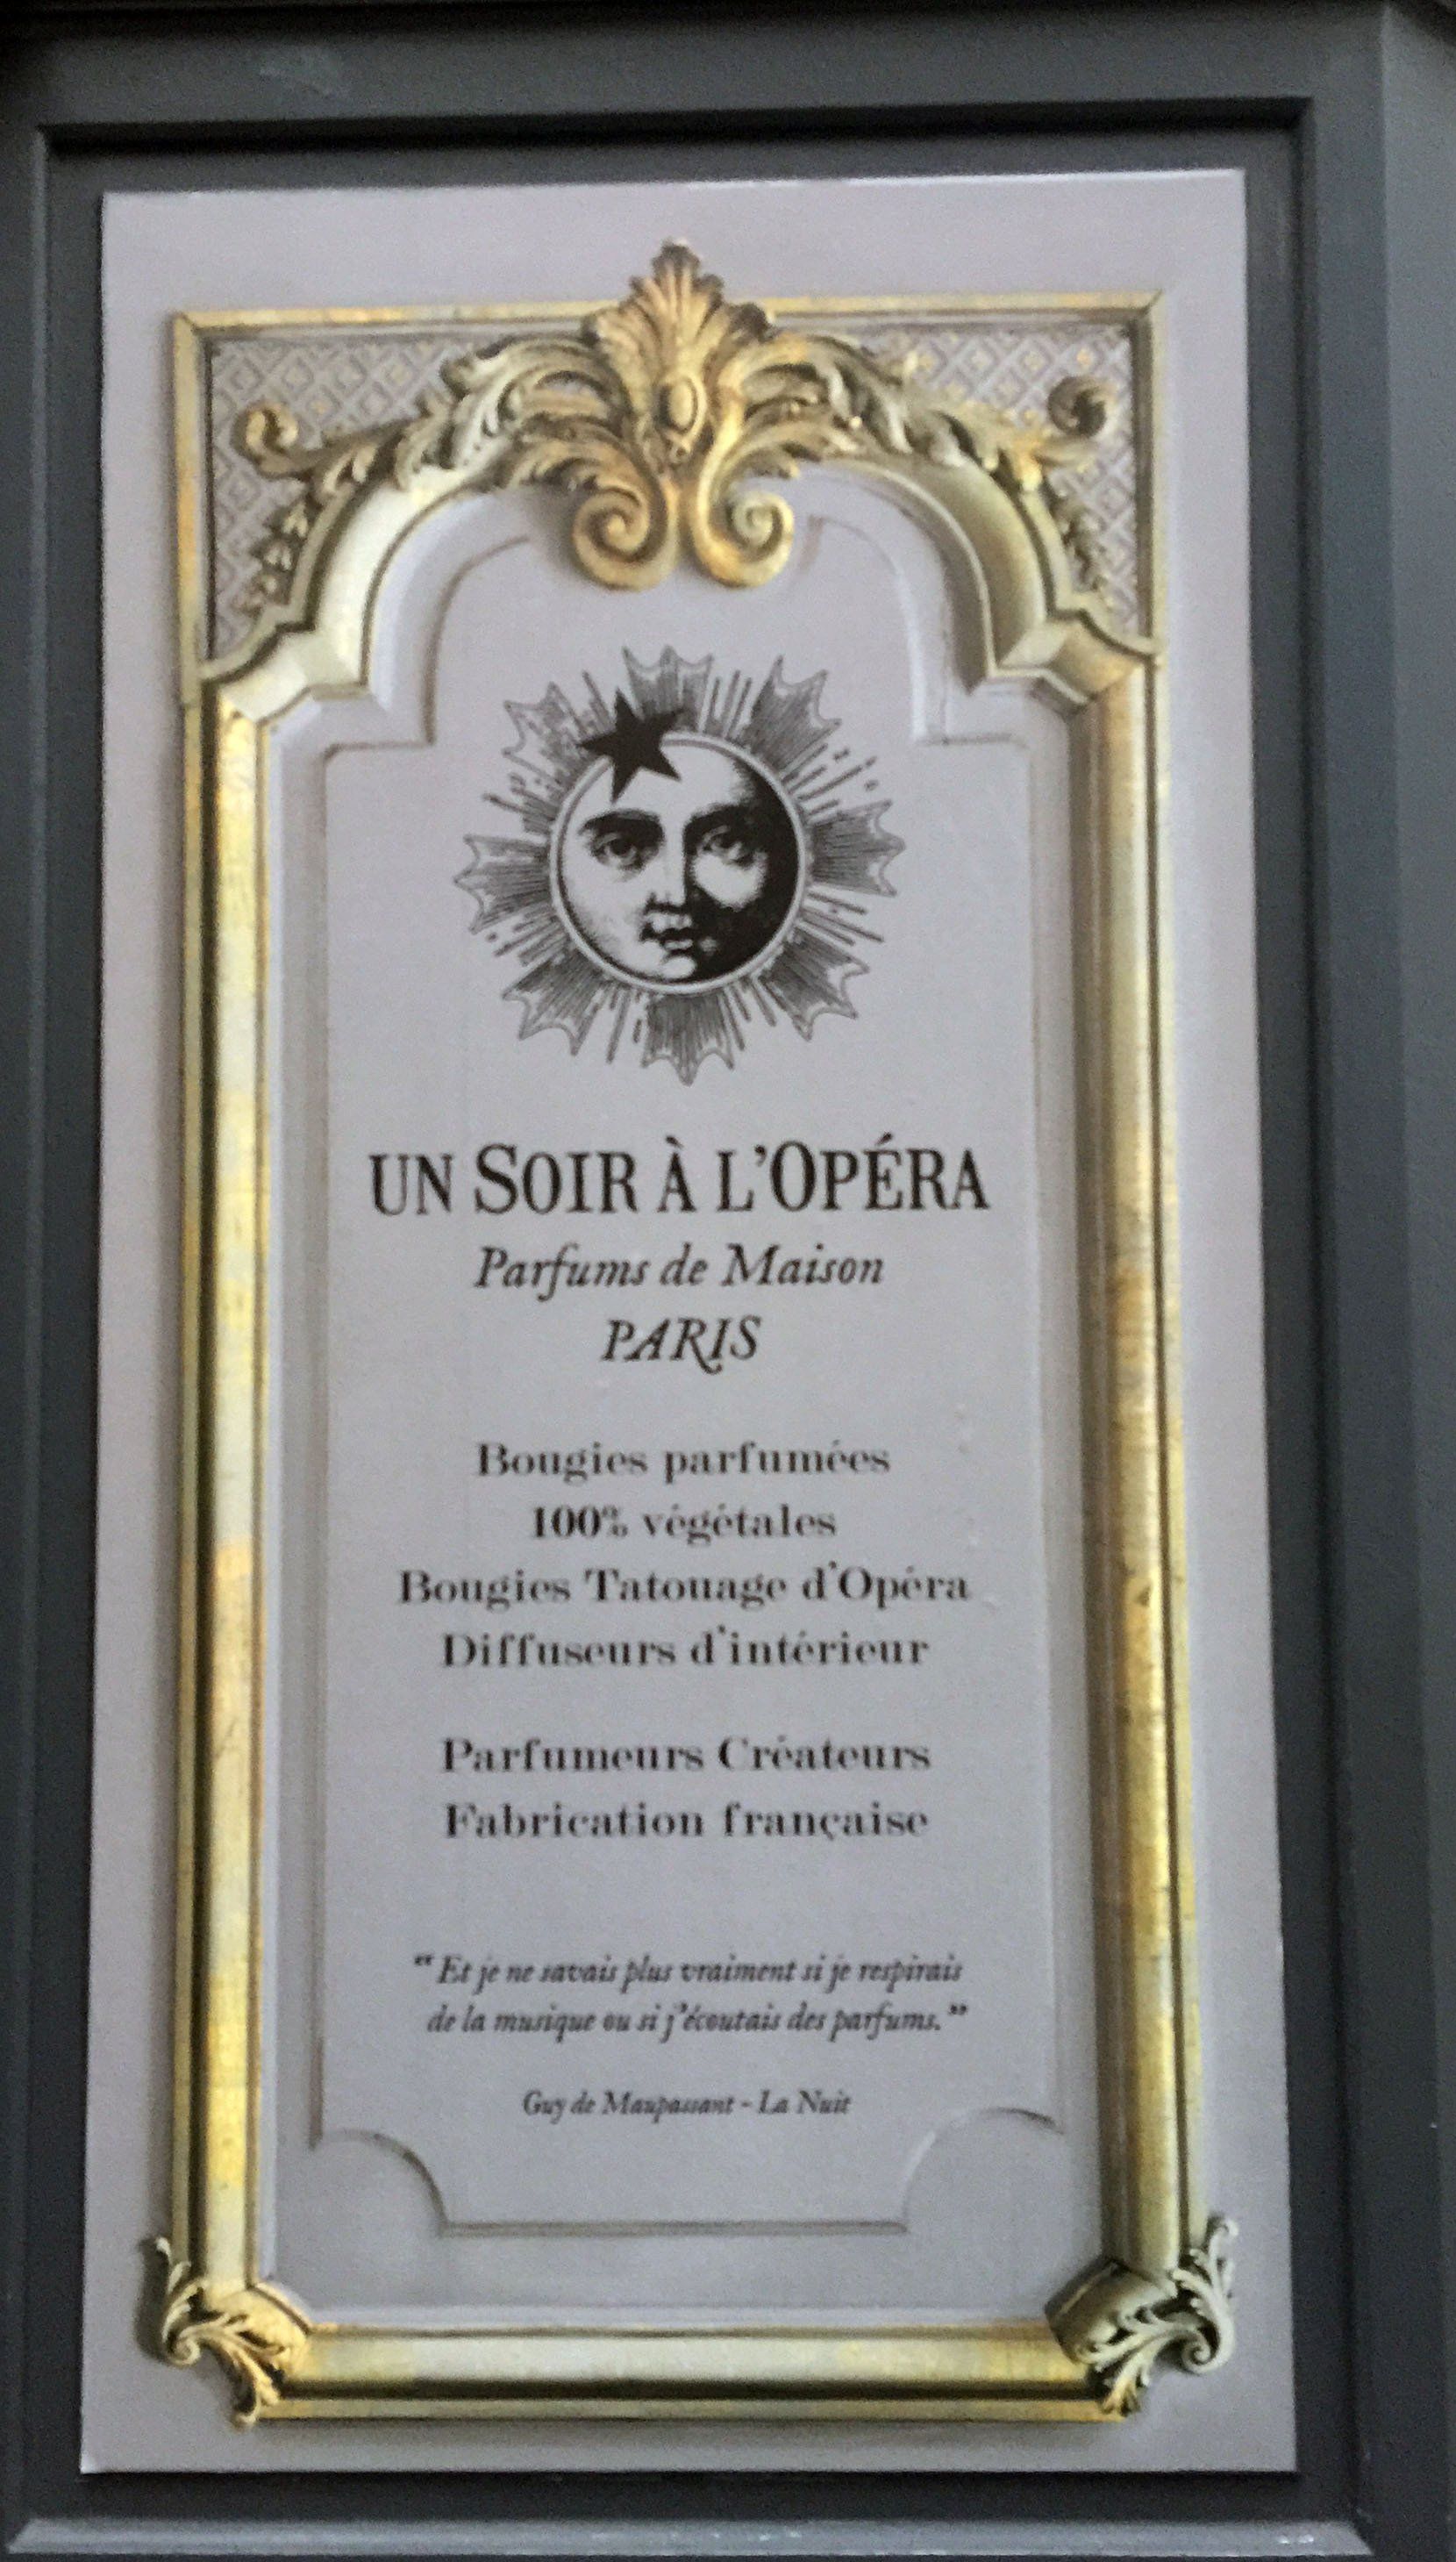 UN SOIR À L'OPÉRA
Parfums de Maison
PARIS
Bougies parfumées
100% végétales
Bougies Tatouage d'Opéra
Diffuseurs d'intérieur
Parfumeurs Créateurs
Fabrication française
“Et je ne savais plus vraiment si je respirais
de la musique ou si j'écoutais des parfums.”
Guy de Maupassant - La Nuit